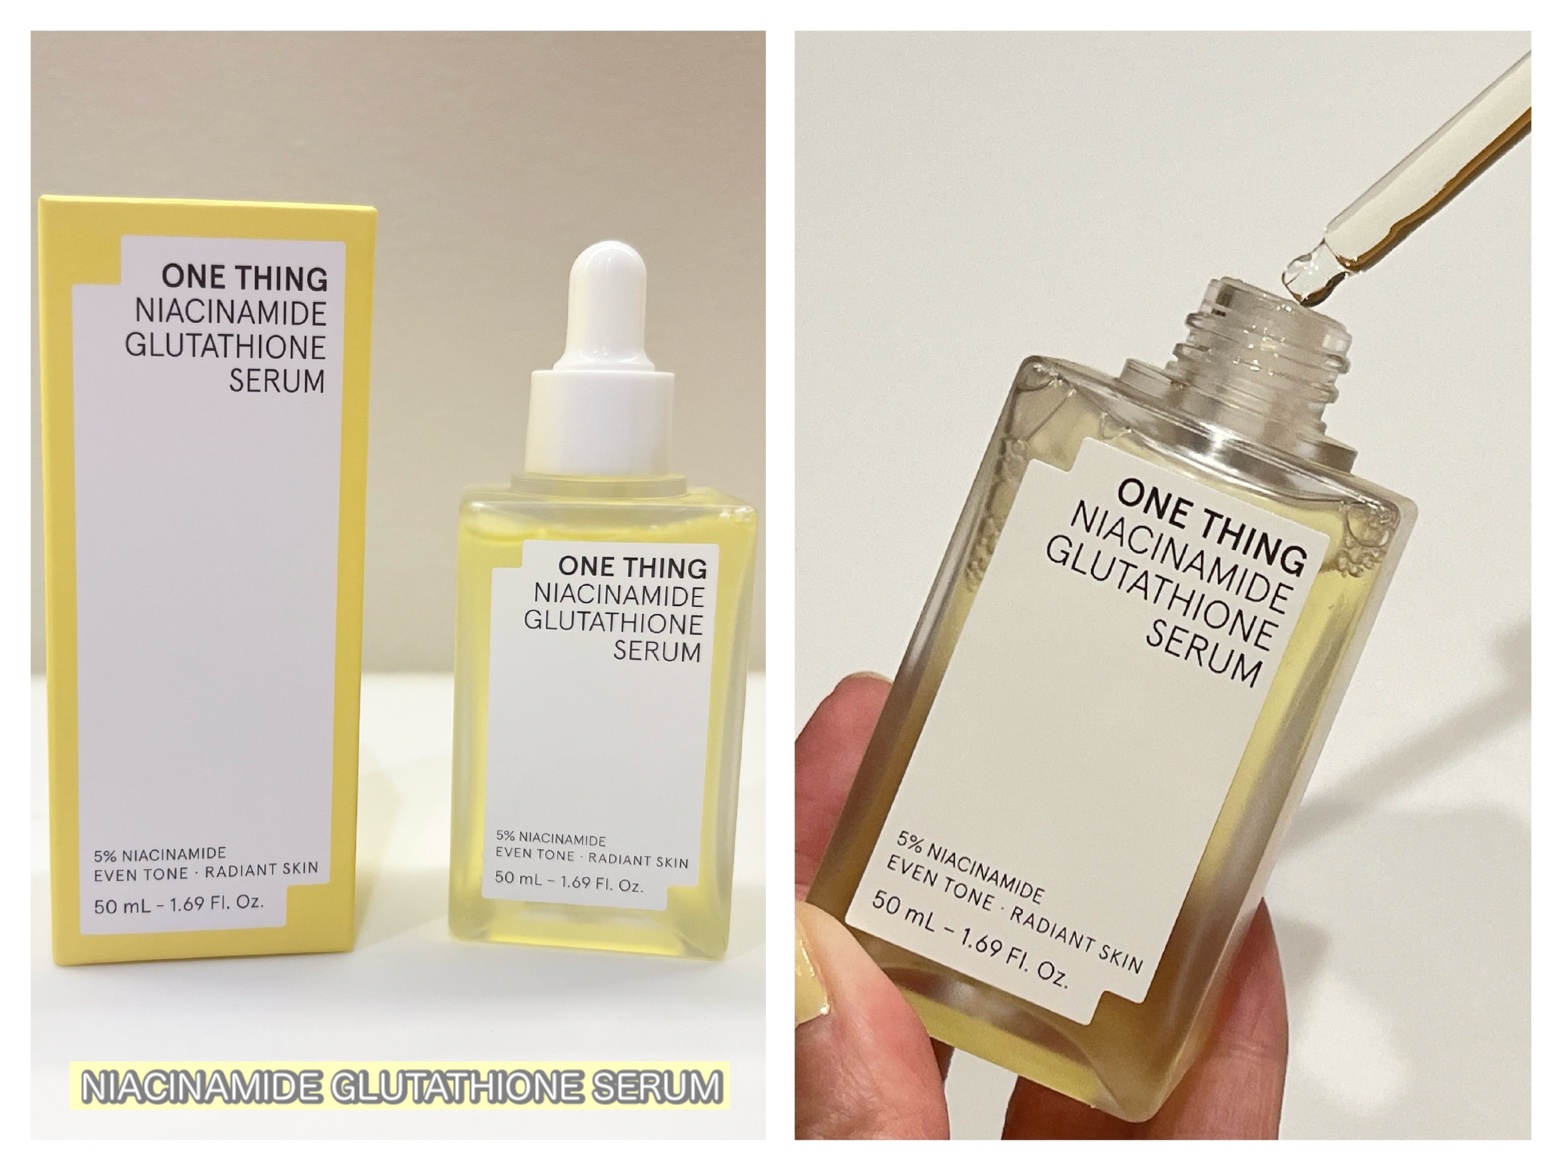 ONE THING
NIACINAMIDE
GLUTATHIONE
SERUM
5% NIACINAMIDE
EVEN TONE · RADIANT SKIN
50 mL – 1.69 Fl. Oz.
ONE THING
NIACINAMIDE
GLUTATHIONE
SERUM
5% NIACINAMIDE
EVEN TONE · RADIANT SKIN
50 mL – 1.69 Fl. Oz.
NIACINAMIDE GLUTATHIONE SERUM
ONE THING
NIACINAMIDE
GLUTATHIONE
SERUM
5% NIACINAMIDE
EVEN TONE · RADIANT SKIN
50 mL – 1.69 Fl. Oz.